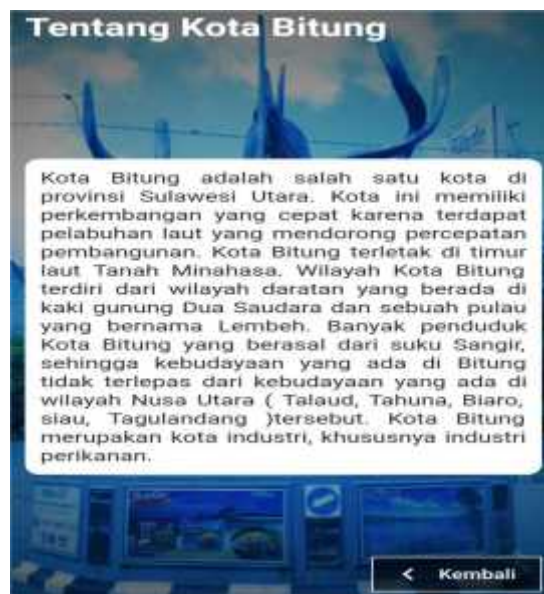 Tentang Kota Bitung
Kota Bitung adalah salah satu kota di
provinsi Sulawesi Utara. Kota ini memiliki
perkembangan yang cepat karena terdapat
pelabuhan laut yang mendorong percepatan
pembangunan. Kota Bitung terletak di timur
laut Tanah Minahasa. Wilayah Kota Bitung
terdiri dari wilayah daratan yang berada di
kaki gunung Dua Saudara dan sebuah pulau
yang bernama Lembeh. Banyak penduduk
Kota Bitung yang berasal dari suku Sangir,
sehingga kebudayaan yang ada di Bitung
tidak terlepas dari kebudayaan yang ada di
wilayah Nusa Utara ( Talaud, Tahuna, Biaro,
siau, Tagulandang )tersebut. Kota Bitung
merupakan kota industri, khususnya industri
perikanan.
< Kembali